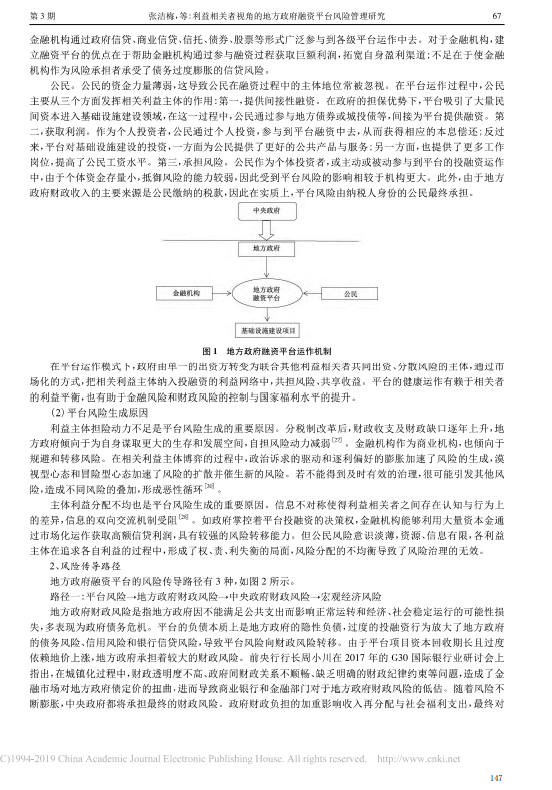 第 3 期
张洁梅,等:利益相关者视角的地方政府融资平台风险管理研究
67
金融机构通过政府信贷、商业信贷、信托、债券、股票等形式广泛参与到各级平台运作中去。对于金融机构,建
立融资平台的优点在于帮助金融机构通过参与融资过程获取巨额利润,拓宽自身盈利渠道;不足在于使金融
机构作为风险承担者承受了债务过度膨胀的信贷风险。
公民。公民的资金力量薄弱,这导致公民在融资过程中的主体地位常被忽视。在平台运作过程中,公民
主要从三个方面发挥相关利益主体的作用:第一,提供间接性融资。在政府的担保优势下,平台吸引了大量民
间资本进入基础设施建设领域,在这一过程中,公民通过参与地方债券或城投债等,间接为平台提供融资。第
二,获取利润。作为个人投资者,公民通过个人投资,参与到平台融资中去,从而获得相应的本息偿还;反过
来,平台对基础设施建设的投资,一方面为公民提供了更好的公共产品与服务;另一方面,也提供了更多工作
岗位,提高了公民工资水平。第三,承担风险。公民作为个体投资者,或主动或被动参与到平台的投融资运作
中,由于个体资金存量小,抵御风险的能力较弱,因此受到平台风险的影响相较于机构更大。此外,由于地方
政府财政收入的主要来源是公民缴纳的税款,因此在实质上,平台风险由纳税人身份的公民最终承担。
中央政府
地方政府
金融机构
地方政府
融资平台
公民
基础设施建设项目
图 1 地方政府融资平台运作机制
在平台运作模式下,政府由单一的出资方转变为联合其他利益相关者共同出资、分散风险的主体,通过市
场化的方式,把相关利益主体纳入投融资的利益网络中,共担风险、共享收益。平台的健康运作有赖于相关者
的利益平衡,也有助于金融风险和财政风险的控制与国家福利水平的提升。
(2)平台风险生成原因
利益主体担险动力不足是平台风险生成的重要原因。分税制改革后,财政收支及财政缺口逐年上升,地
方政府倾向于为自身谋取更大的生存和发展空间,自担风险动力减弱[27]。金融机构作为商业机构,也倾向于
规避和转移风险。在相关利益主体博弈的过程中,政治诉求的驱动和逐利偏好的膨胀加速了风险的生成,漠
视型心态和冒险型心态加速了风险的扩散并催生新的风险。若不能得到及时有效的治理,很可能引发其他风
险,造成不同风险的叠加,形成恶性循环[28]。
主体利益分配不均也是平台风险生成的重要原因。信息不对称使得利益相关者之间存在认知与行为上
的差异,信息的双向交流机制受阻[29]。如政府掌控着平台投融资的决策权,金融机构能够利用大量资本金通
过市场化运作获取高额信贷利润,具有较强的风险转移能力。但公民风险意识淡薄,资源、信息有限,各利益
主体在追求各自利益的过程中,形成了权、责、利失衡的局面,风险分配的不均衡导致了风险治理的无效。
2、风险传导路径
地方政府融资平台的风险传导路径有 3 种,如图 2 所示。
路径一:平台风险→地方政府财政风险→中央政府财政风险→宏观经济风险
地方政府财政风险是指地方政府因不能满足公共支出而影响正常运转和经济、社会稳定运行的可能性损
失,多表现为政府债务危机。平台的负债本质上是地方政府的隐性负债,过度的投融资行为放大了地方政府
的债务风险、信用风险和银行信贷风险,导致平台风险向财政风险转移。由于平台项目资本回收期长且过度
依赖地价上涨,地方政府承担着较大的财政风险。前央行行长周小川在 2017 年的 G30 国际银行业研讨会上
指出,在城镇化过程中,财政透明度不高、政府间财政关系不顺畅、缺乏明确的财政纪律约束等问题,造成了金
融市场对地方政府债定价的扭曲,进而导致商业银行和金融部门对于地方政府财政风险的低估。随着风险不
断膨胀,中央政府都将承担最终的财政风险。政府财政负担的加重影响收入再分配与社会福利支出,最终对
C)1994-2019 China Academic Journal Electronic Publishing House. All rights reserved. http://www.cnki.net
147